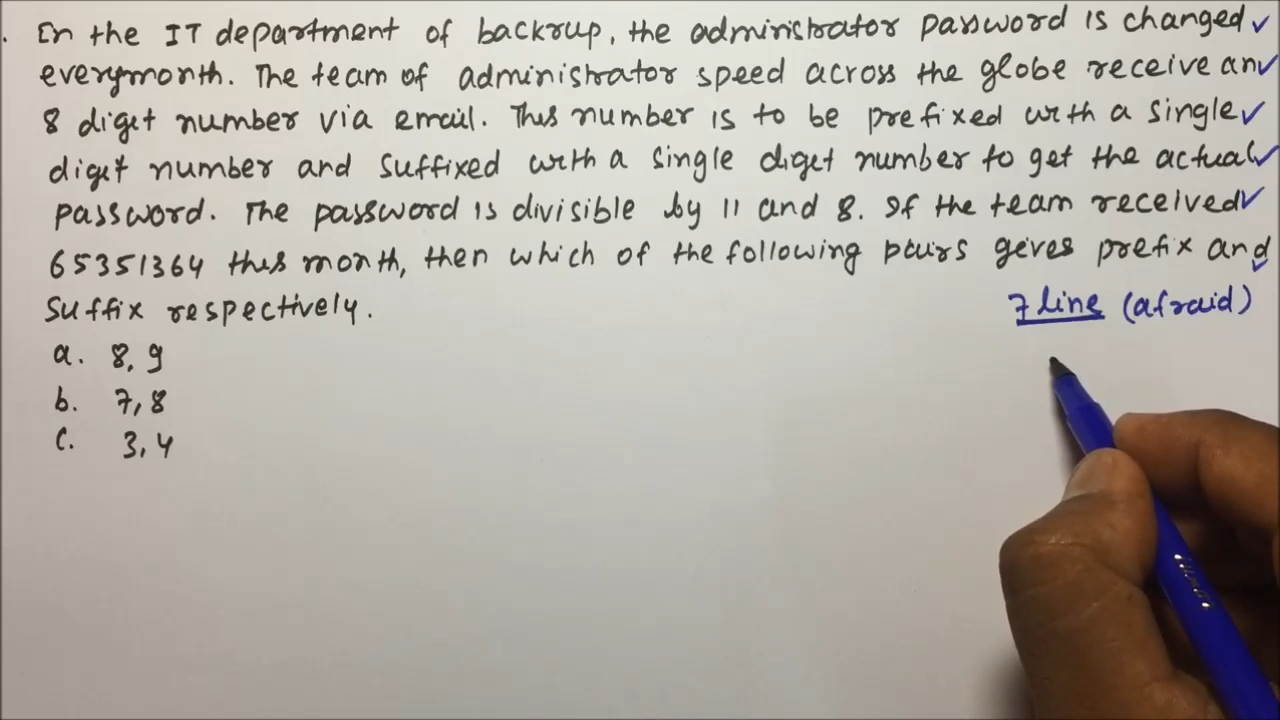 . In the IT department of backrup, the administrator password is changed ✓
everymonth. The team of administrator speed across the globe receive an ✓
8 digit number via email. This number is to be prefixed with a single ✓
digit number and suffixed with a single digit number to get the actual ✓
password. The password is divisible by 11 and 8. If the team received ✓
65351364 this month, then which of the following pairs gives prefix and ✓
suffix respectively.
7 line (afraid)
a. 8, 9
b. 7, 8
c. 3, 4